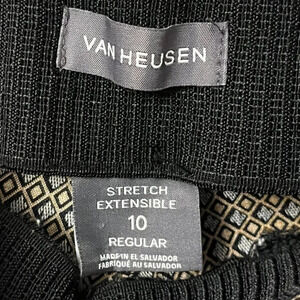 VAN HEUSEN
STRETCH
EXTENSIBLE
10
REGULAR
MADE IN EL SALVADOR
FABRIQUÉ AU SALVADOR